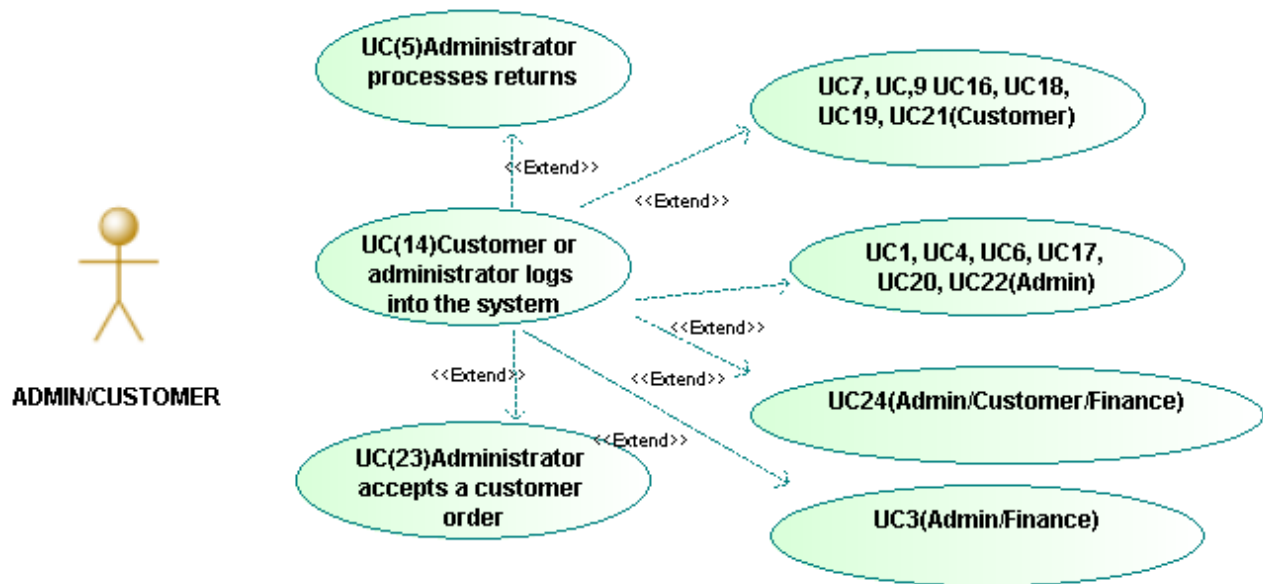 UC(5)Administrator
processes returns
UC7, UC,9 UC16, UC18,
UC19, UC21(Customer)
<<Extend>>
<<Extend>>
UC(14)Customer or
administrator logs
into the system
UC1, UC4, UC6, UC17,
UC20, UC22(Admin)
<<Extend>>
<<Extend>>
<<Extend>>
ADMIN/CUSTOMER
UC24(Admin/Customer/Finance)
<<Extend>>
UC(23)Administrator
accepts a customer
order
UC3(Admin/Finance)